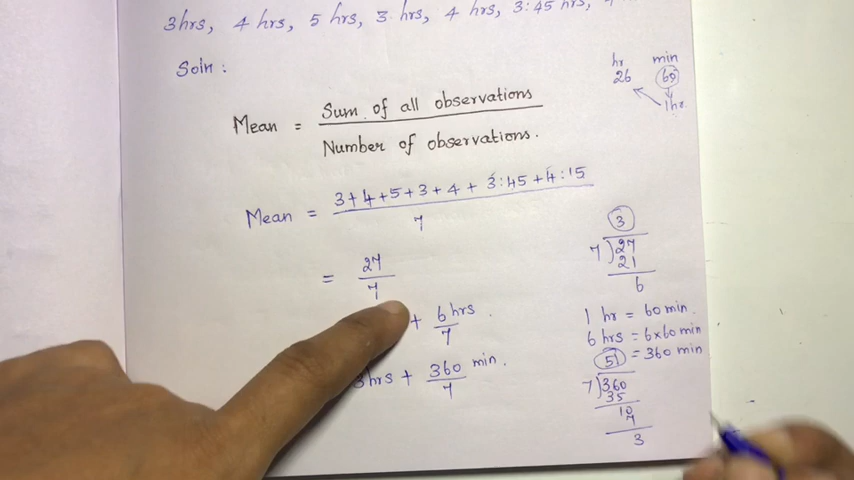 3hrs, 4 hrs, 5 hrs, 3 hrs, 4 hrs, 3:45 hrs,
Soln :
hr min
26 60
1hr
Mean = Sum of all observations
Number of observations.
Mean = 3+4+5+3+4+3:45+4:15
7
= 27
7
+ 6 hrs.
7
3hrs + 360 min.
7
3
7)27
21
6
1 hr = 60 min.
6 hrs = 6x60 min
= 360 min
51
7)360
35
10
7
3